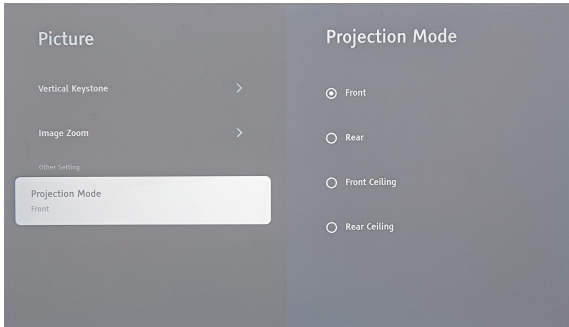 Picture
Vertical Keystone
Image Zoom
Other Setting
Projection Mode
Front
Projection Mode
Front
Rear
Front Ceiling
Rear Ceiling